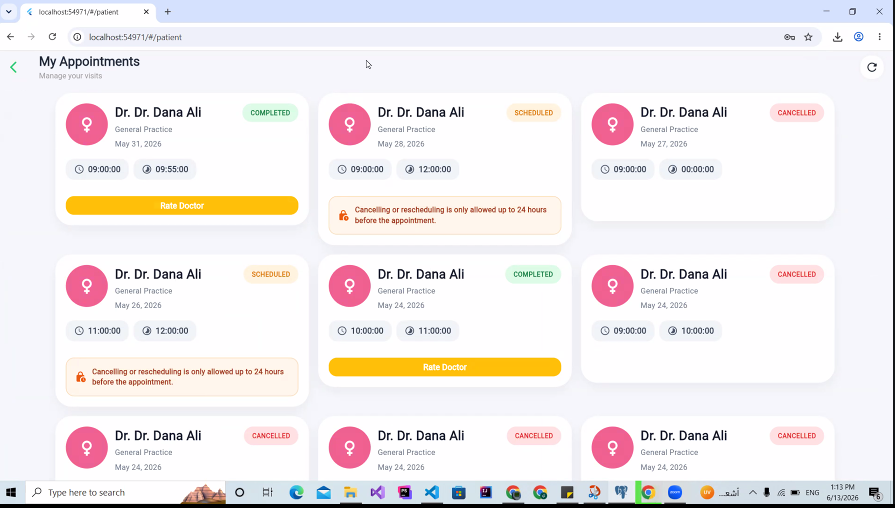 localhost:54971/#/patient
localhost:54971/#/patient
My Appointments
Manage your visits
Dr. Dr. Dana Ali
COMPLETED
General Practice
May 31, 2026
09:00:00 09:55:00
Rate Doctor
Dr. Dr. Dana Ali
SCHEDULED
General Practice
May 28, 2026
09:00:00 12:00:00
Cancelling or rescheduling is only allowed up to 24 hours
before the appointment.
Dr. Dr. Dana Ali
CANCELLED
General Practice
May 27, 2026
09:00:00 00:00:00
Dr. Dr. Dana Ali
SCHEDULED
General Practice
May 26, 2026
11:00:00 12:00:00
Cancelling or rescheduling is only allowed up to 24 hours
before the appointment.
Dr. Dr. Dana Ali
COMPLETED
General Practice
May 24, 2026
10:00:00 11:00:00
Rate Doctor
Dr. Dr. Dana Ali
CANCELLED
General Practice
May 24, 2026
09:00:00 10:00:00
Dr. Dr. Dana Ali
CANCELLED
General Practice
May 24, 2026
Dr. Dr. Dana Ali
CANCELLED
General Practice
May 24, 2026
Dr. Dr. Dana Ali
CANCELLED
General Practice
May 24, 2026
Type here to search
UV
ENG
1:13 PM
6/13/2026
6